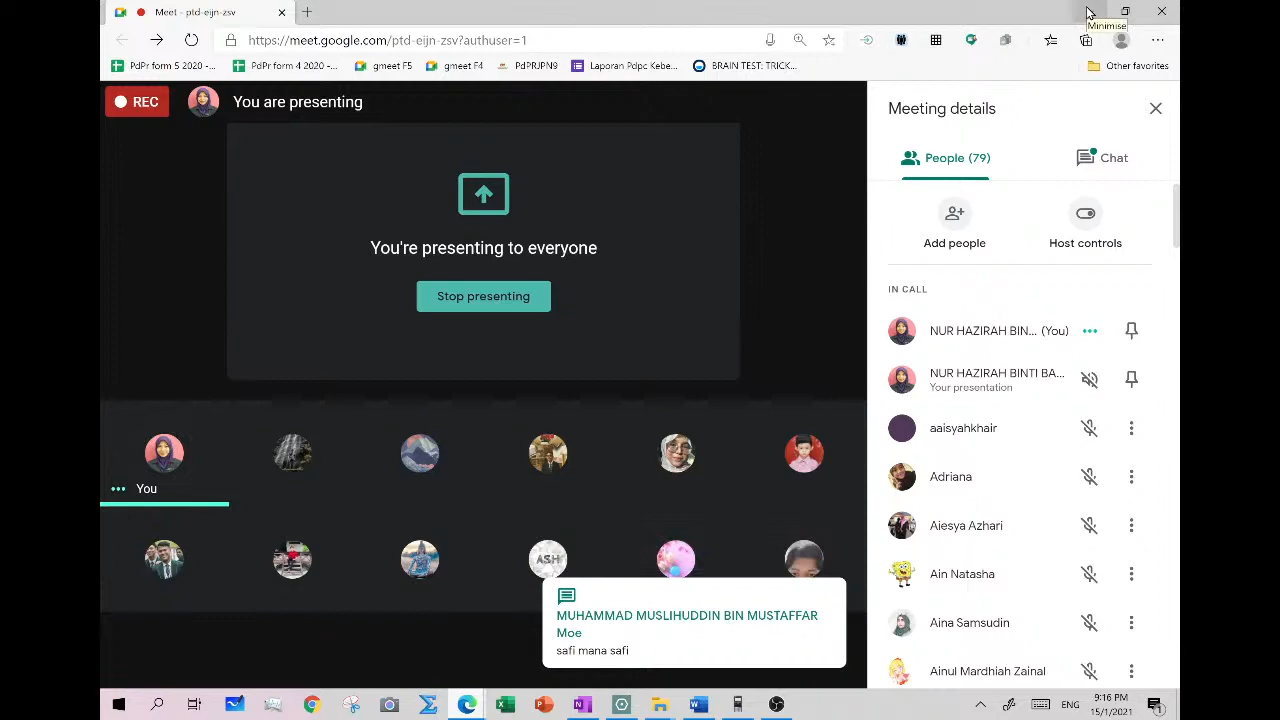 Meet - ptd-eijn-zsv
Minimise
https://meet.google.com/ptd-eijn-zsv?authuser=1
PdPr form 5 2020 -...
PdPr form 4 2020 -...
gmeet F5
gmeet F4
PdPRJPN9
Laporan Pdpc Kebe...
BRAIN TEST: TRICK...
Other favorites
REC
You are presenting
You're presenting to everyone
Stop presenting
You
ASH
MUHAMMAD MUSLIHUDDIN BIN MUSTAFFAR
Moe
safi mana safi
Meeting details
People (79)
Chat
Add people
Host controls
IN CALL
NUR HAZIRAH BIN... (You)
NUR HAZIRAH BINTI BA...
Your presentation
aaisyahkhair
Adriana
Aiesya Azhari
Ain Natasha
Aina Samsudin
Ainul Mardhiah Zainal
ENG
9:16 PM
15/1/2021